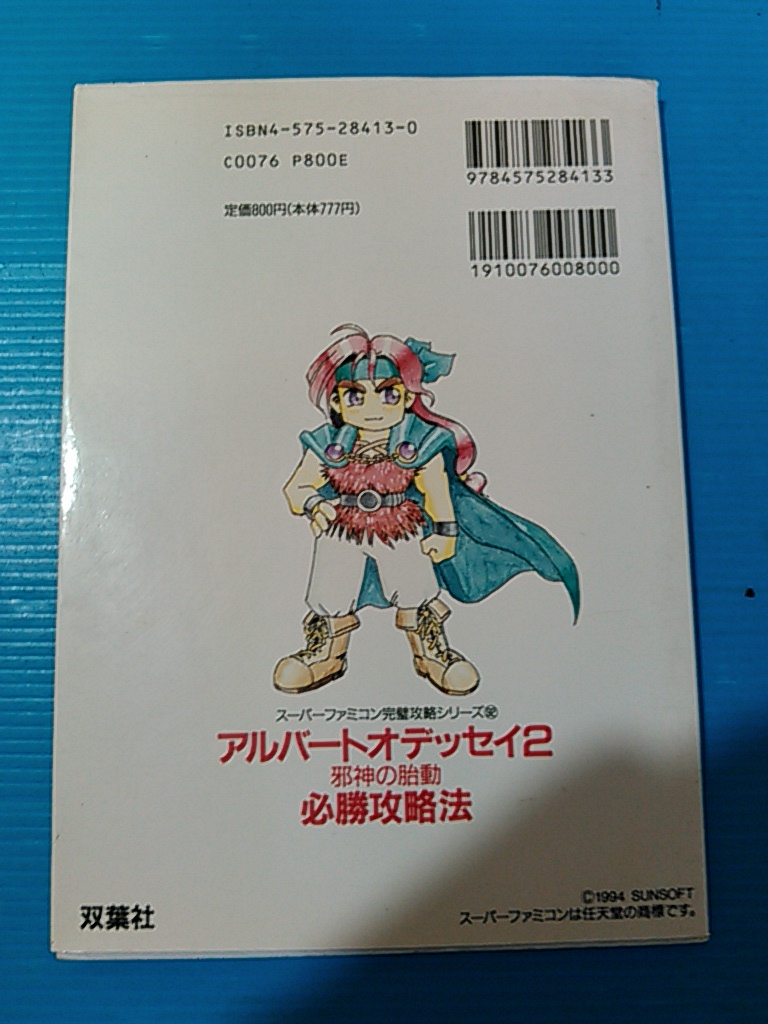 ISBN4-575-28413-0
C0076 P800E
定価800円(本体777円)
9784575284133
1910076008000
スーパーファミコン完璧攻略シリーズ
アルバートオデッセイ2
邪神の胎動
必勝攻略法
双葉社
©1994 SUNSOFT
スーパーファミコンは任天堂の商標です。